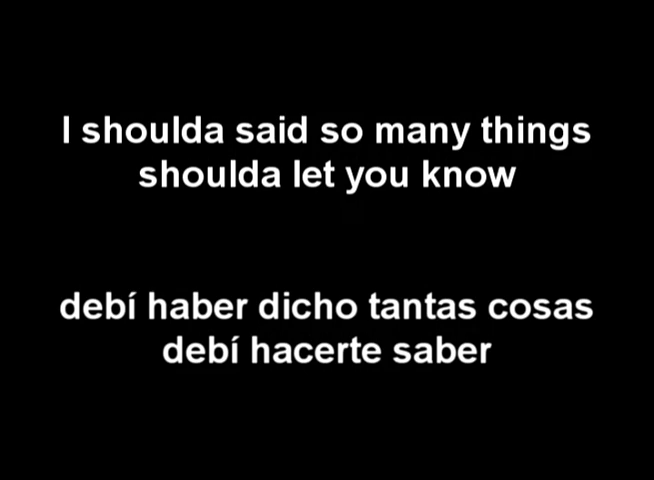 I shoulda said so many things
shoulda let you know
debí haber dicho tantas cosas
debí hacerte saber